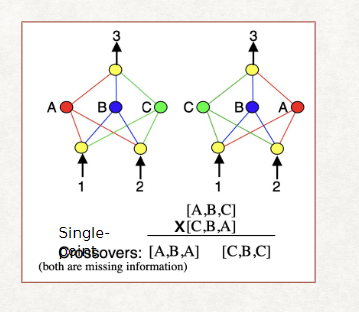 3 3
A B C C B A
1 2 1 2
[A,B,C]
X[C,B,A]
Single-
point
Crossovers: [A,B,A] [C,B,C]
(both are missing information)